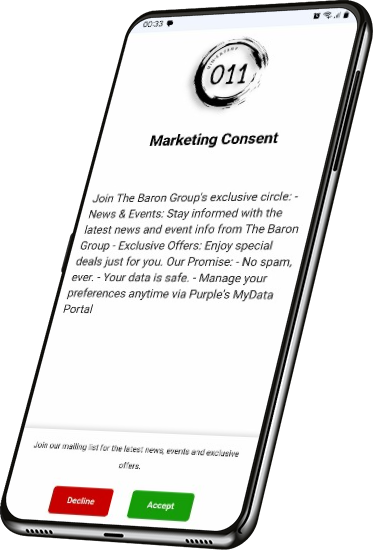 00:33
011
Marketing Consent
Join The Baron Group's exclusive circle: -
News & Events: Stay informed with the
latest news and event info from The Baron
Group - Exclusive Offers: Enjoy special
deals just for you. Our Promise: - No spam,
ever. - Your data is safe. - Manage your
preferences anytime via Purple's MyData
Portal
Join our mailing list for the latest news, events and exclusive
offers.
Decline
Accept